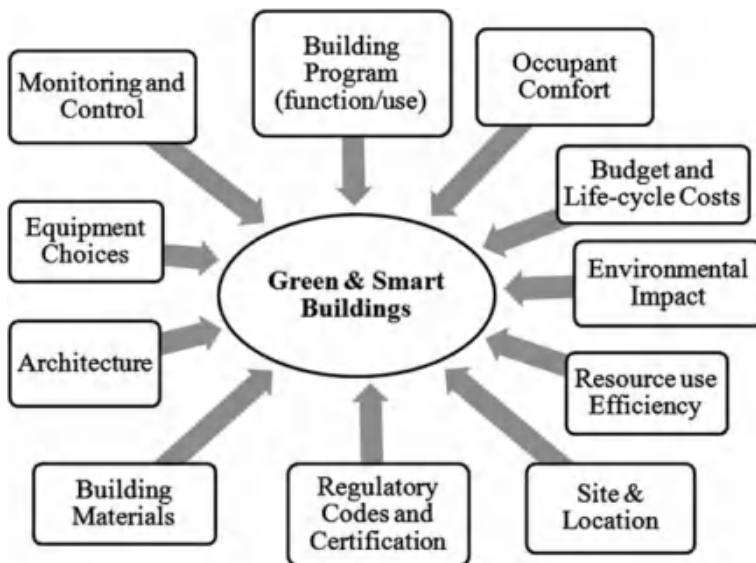 Building
Program
(function/use)
Occupant
Comfort
Monitoring and
Control
Budget and
Life-cycle Costs
Equipment
Choices
Green & Smart
Buildings
Environmental
Impact
Architecture
Resource use
Efficiency
Building
Materials
Regulatory
Codes and
Certification
Site &
Location